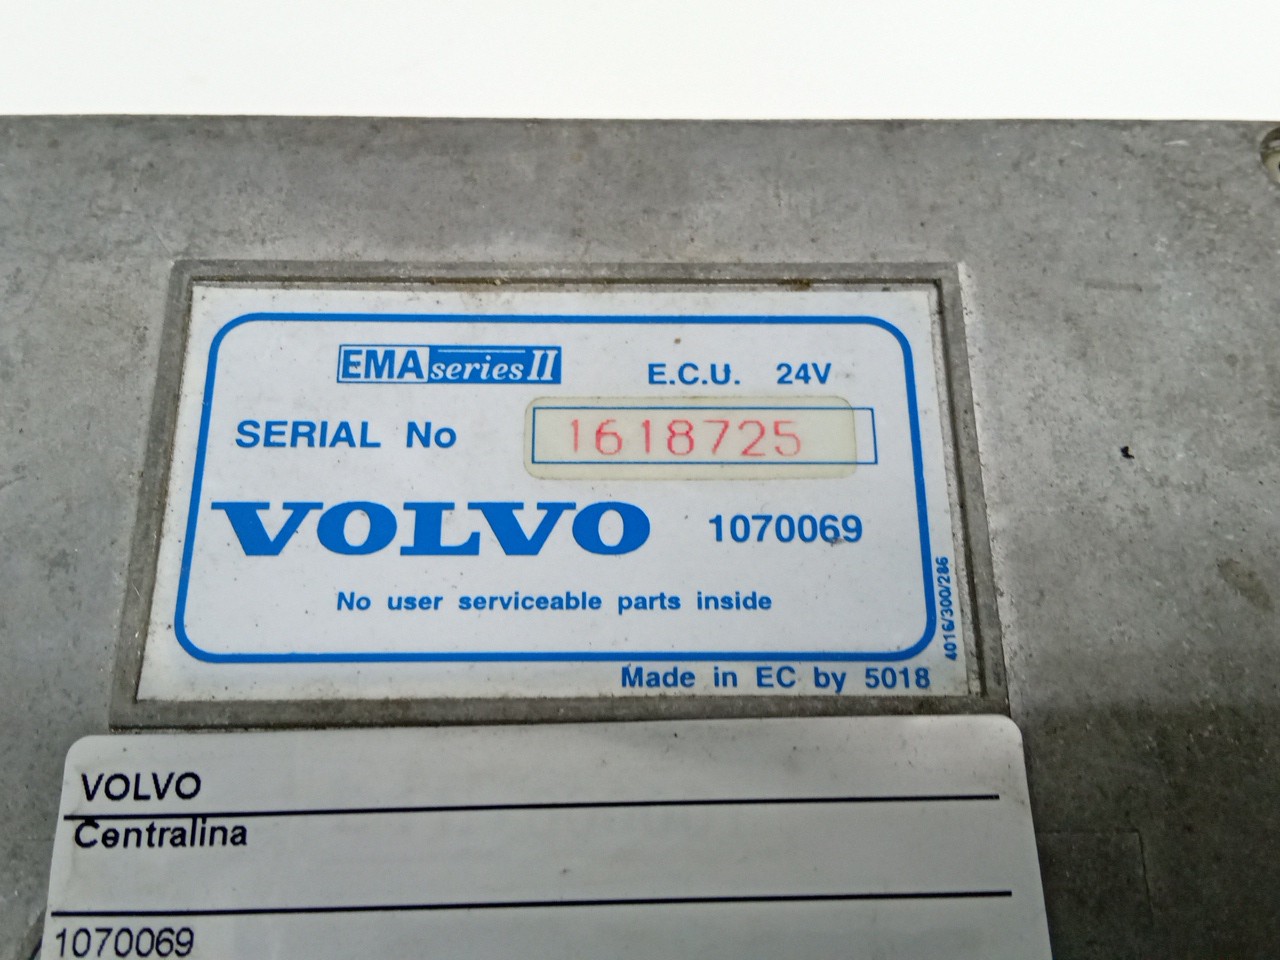 EMA series II E.C.U. 24V
SERIAL No 1618725
VOLVO 1070069
No user serviceable parts inside
4016/300/286
Made in EC by 5018
VOLVO
Centralina
1070069